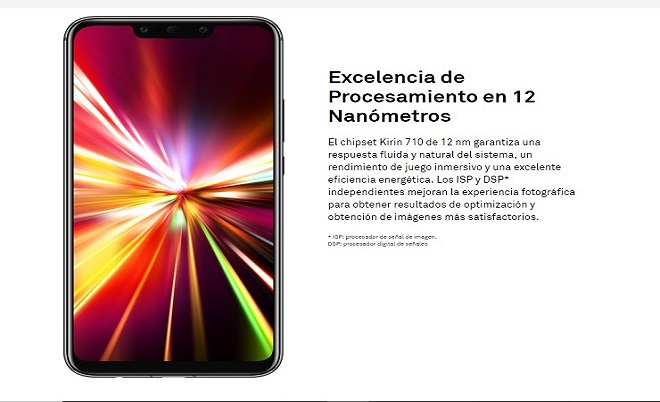 Excelencia de
Procesamiento en 12
Nanómetros
El chipset Kirin 710 de 12 nm garantiza una
respuesta fluida y natural del sistema, un
rendimiento de juego inmersivo y una excelente
eficiencia energética. Los ISP y DSP*
independientes mejoran la experiencia fotográfica
para obtener resultados de optimización y
obtención de imágenes más satisfactorios.
* ISP: procesador de señal de imagen,
DSP: procesador digital de señales